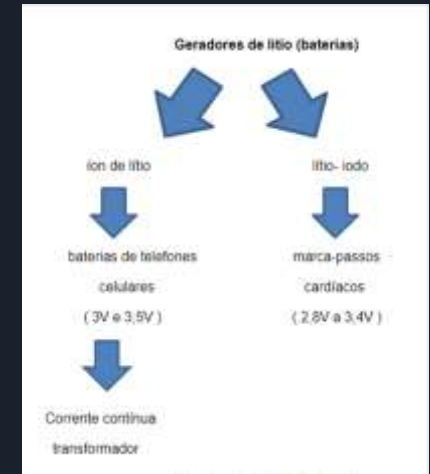 Geradores de lítio (baterias)
íon de lítio
lítio- iodo
baterias de telefones
celulares
( 3V e 3,5V )
marca-passos
cardíacos
( 2,8V a 3,4V )
Corrente contínua
transformador